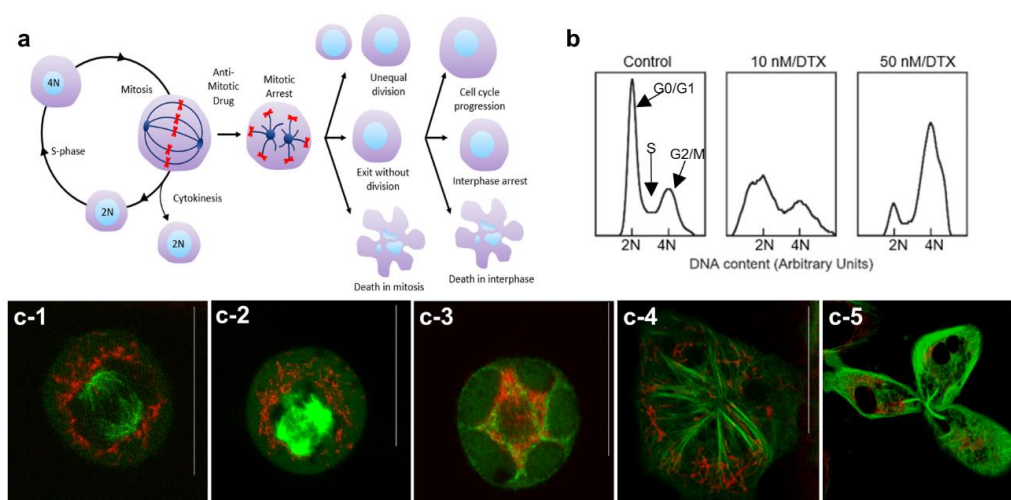 a
4N
Mitosis
S-phase
2N
Cytokinesis
2N
Anti-
Mitotic
Drug
Mitotic
Arrest
Unequal
division
Exit without
division
Death in mitosis
Cell cycle
progression
Interphase arrest
Death in interphase
b
Control
10 nM/DTX
50 nM/DTX
G0/G1
S
G2/M
2N 4N
2N 4N
2N 4N
DNA content (Arbitrary Units)
c-1
c-2
c-3
c-4
c-5